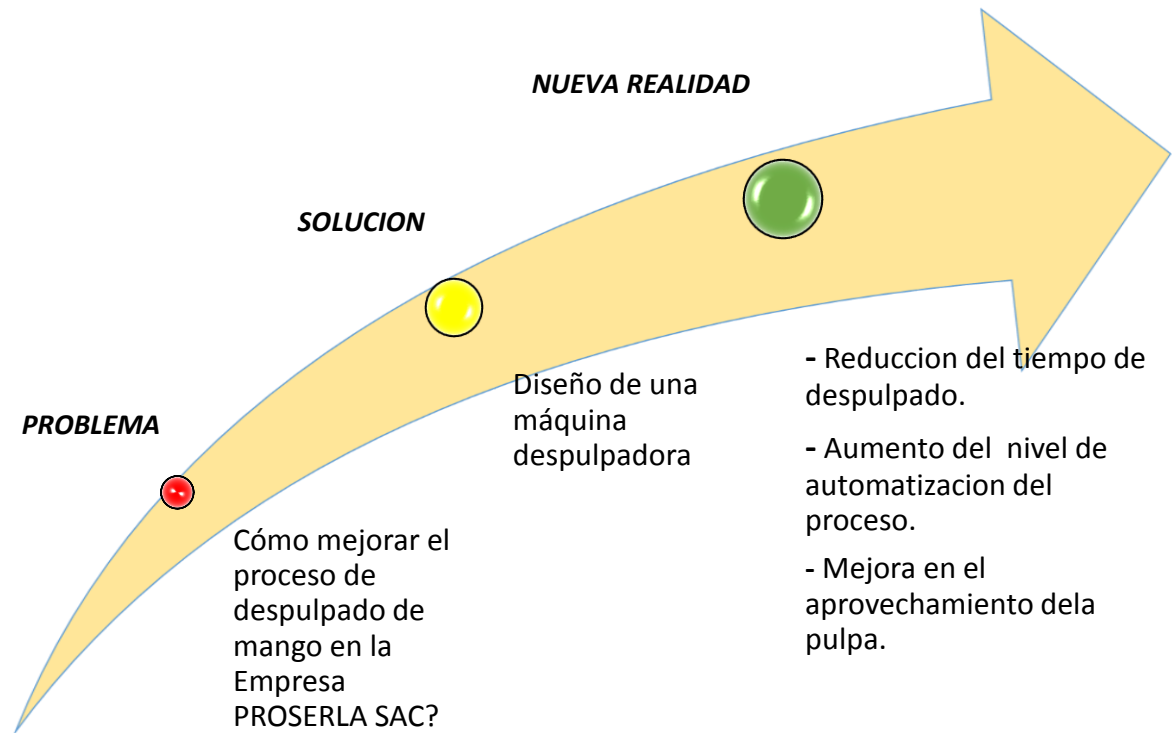 NUEVA REALIDAD
SOLUCION
PROBLEMA
Cómo mejorar el
proceso de
despulpado de
mango en la
Empresa
PROSERLA SAC?
Diseño de una
máquina
despulpadora
- Reduccion del tiempo de
despulpado.
- Aumento del nivel de
automatizacion del
proceso.
- Mejora en el
aprovechamiento dela
pulpa.